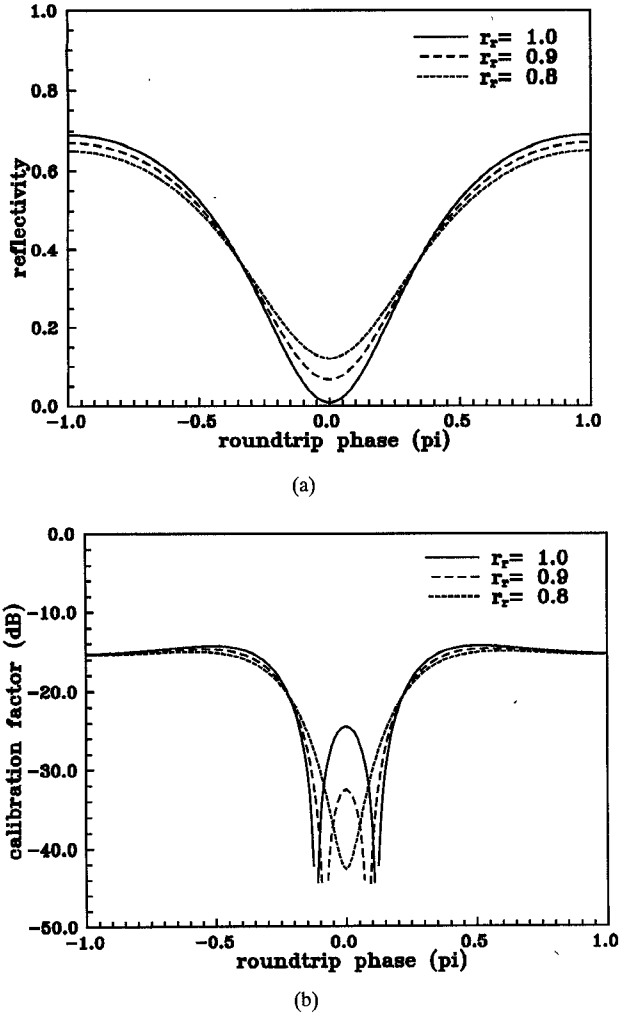 1.0
0.8
0.6
0.4
0.2
0.0
reflectivity
r_r= 1.0
r_r= 0.9
r_r= 0.8
−1.0 −0.5 0.0 0.5 1.0
roundtrip phase (pi)
(a)
0.0
−10.0
−20.0
−30.0
−40.0
−50.0
calibration factor (dB)
r_r= 1.0
r_r= 0.9
r_r= 0.8
−1.0 −0.5 0.0 0.5 1.0
roundtrip phase (pi)
(b)